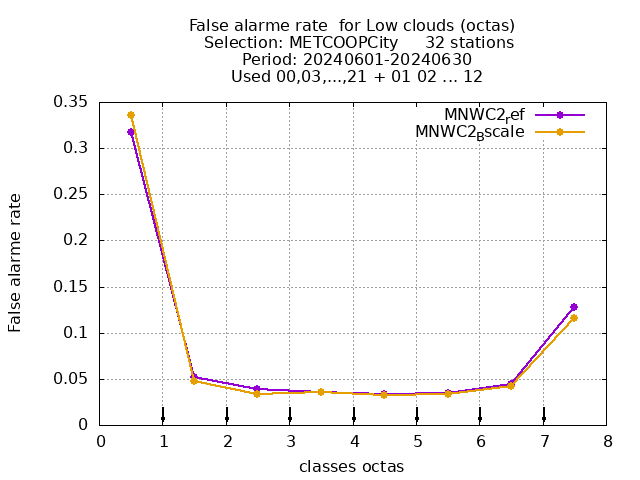 False alarme rate  for Low clouds (octas)
Selection: METCOOPCity     32 stations
Period: 20240601-20240630
Used 00,03,...,21 + 01 02 ... 12
MNWC2ref
MNWC2Bscale
False alarme rate
0.35
0.3
0.25
0.2
0.15
0.1
0.05
0
0 1 2 3 4 5 6 7 8
classes octas